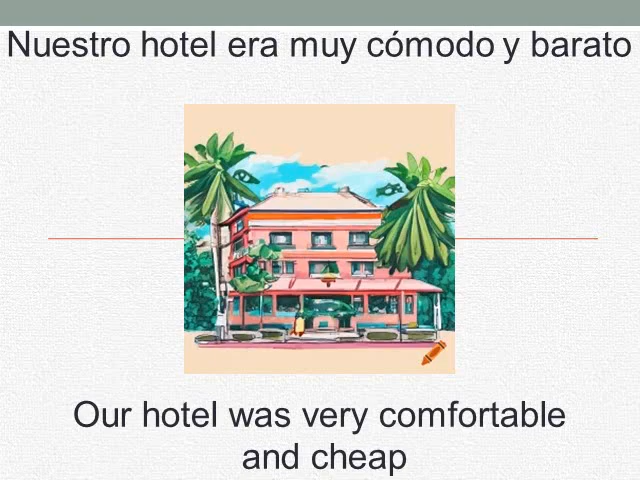 Nuestro hotel era muy cómodo y barato
Our hotel was very comfortable
and cheap